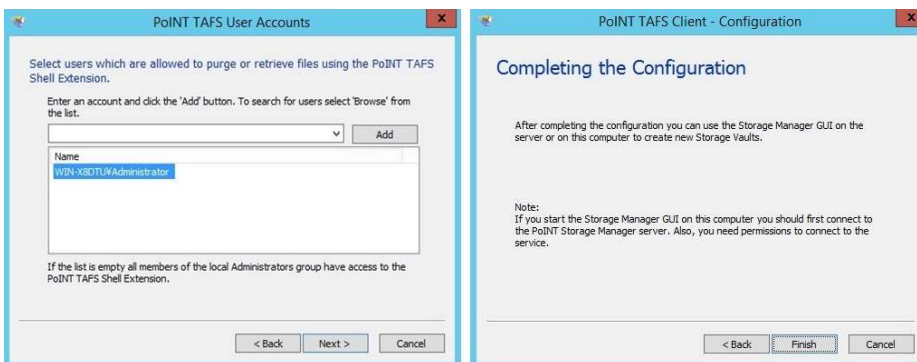 PoINT TAFS User Accounts
x
Select users which are allowed to purge or retrieve files using the PoINT TAFS
Shell Extension.
Enter an account and click the 'Add' button. To search for users select 'Browse' from
the list.
Add
Name
WIN-X8DTU¥Administrator
If the list is empty all members of the local Administrators group have access to the
PoINT TAFS Shell Extension.
< Back
Next >
Cancel
PoINT TAFS Client - Configuration
x
Completing the Configuration
After completing the configuration you can use the Storage Manager GUI on the
server or on this computer to create new Storage Vaults.
Note:
If you start the Storage Manager GUI on this computer you should first connect to
the PoINT Storage Manager server. Also, you need permissions to connect to the
service.
< Back
Finish
Cancel